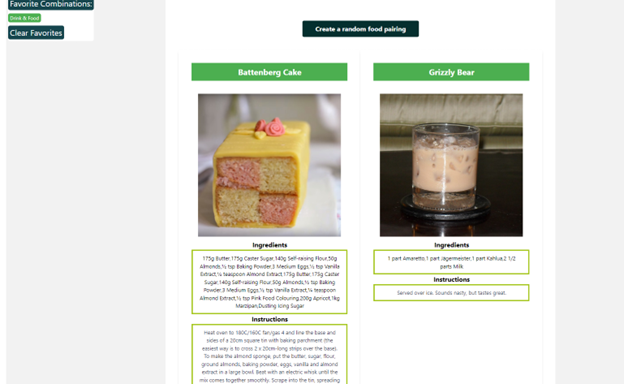 Favorite Combinations:
Drink & Food
Clear Favorites
Create a random food pairing
Battenberg Cake
Ingredients
175g Butter,175g Caster Sugar,140g Self-raising Flour,50g
Almonds,½ tsp Baking Powder,3 Medium Eggs,½ tsp Vanilla
Extract,¼ teaspoon Almond Extract,175g Butter,175g Caster
Sugar,140g Self-raising Flour,50g Almonds,½ tsp Baking
Powder,3 Medium Eggs,½ tsp Vanilla Extract,¼ teaspoon
Almond Extract,½ tsp Pink Food Colouring,200g Apricot,1kg
Marzipan,Dusting Icing Sugar
Instructions
Heat oven to 180C/160C fan/gas 4 and line the base and
sides of a 20cm square tin with baking parchment (the
easiest way is to cross 2 x 20cm-long strips over the base).
To make the almond sponge, put the butter, sugar, flour,
ground almonds, baking powder, eggs, vanilla and almond
extract in a large bowl. Beat with an electric whisk until the
mix comes together smoothly. Scrape into the tin, spreading
Grizzly Bear
Ingredients
1 part Amaretto,1 part Jägermeister,1 part Kahlua,2 1/2
parts Milk
Instructions
Served over ice. Sounds nasty, but tastes great.